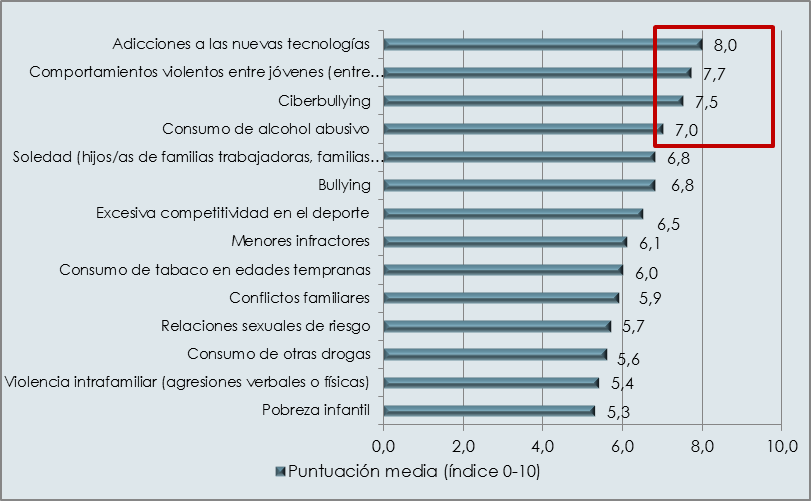 Adicciones a las nuevas tecnologías 8,0
Comportamientos violentos entre jóvenes (entre… 7,7
Ciberbullying 7,5
Consumo de alcohol abusivo 7,0
Soledad (hijos/as de familias trabajadoras, familias… 6,8
Bullying 6,8
Excesiva competitividad en el deporte 6,5
Menores infractores 6,1
Consumo de tabaco en edades tempranas 6,0
Conflictos familiares 5,9
Relaciones sexuales de riesgo 5,7
Consumo de otras drogas 5,6
Violencia intrafamiliar (agresiones verbales o físicas) 5,4
Pobreza infantil 5,3
0,0 2,0 4,0 6,0 8,0 10,0
Puntuación media (índice 0-10)